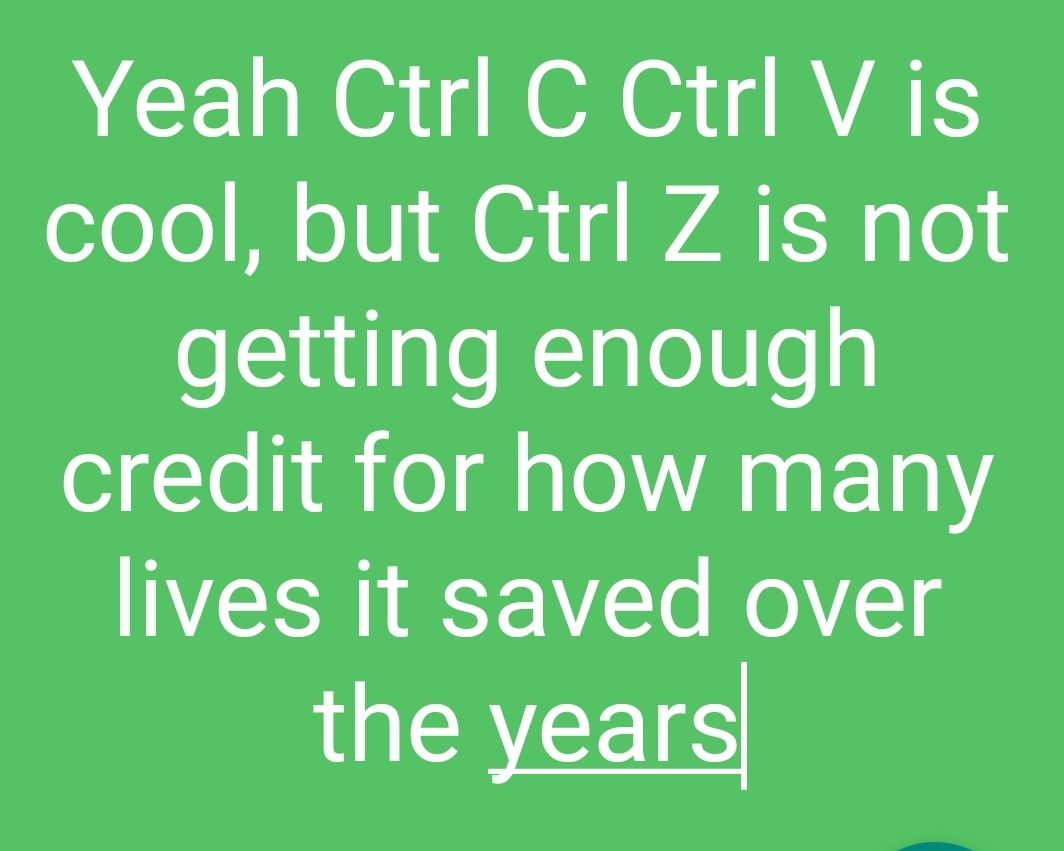 Yeah Ctrl C Ctrl V is
cool, but Ctrl Z is not
getting enough
credit for how many
lives it saved over
the years